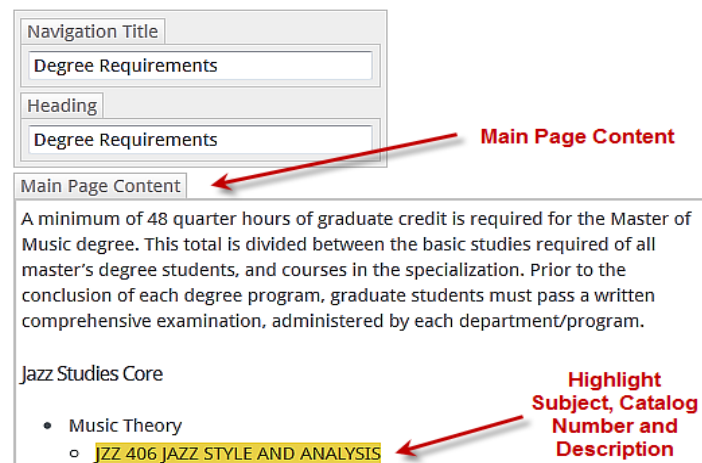 Navigation Title
Degree Requirements
Heading
Degree Requirements
Main Page Content
Main Page Content
A minimum of 48 quarter hours of graduate credit is required for the Master of
Music degree. This total is divided between the basic studies required of all
master's degree students, and courses in the specialization. Prior to the
conclusion of each degree program, graduate students must pass a written
comprehensive examination, administered by each department/program.
Jazz Studies Core
Highlight
Subject, Catalog
Number and
Description
• Music Theory
o JZZ 406 JAZZ STYLE AND ANALYSIS